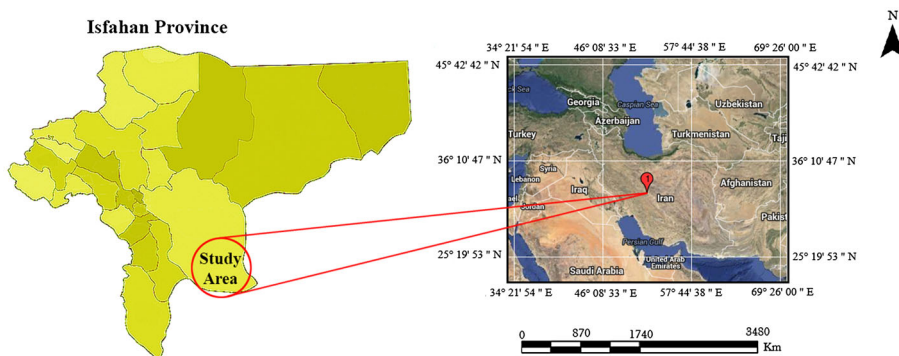 Isfahan Province
Study
Area
N
34° 21'54 " E 46° 08'33 " E 57° 44' 38 " E 69° 26' 00 " E
45° 42' 42 " N
45° 42' 42 " N
36° 10' 47 " N
36° 10' 47 " N
25° 19' 53 " N
25° 19' 53 " N
34° 21'54 " E 46° 08'33 " E 57° 44' 38 " E 69° 26' 00 " E
Georgia
Caspian Sea
Uzbekistan
Azerbaijan
Turkey
Turkmenistan
Taji
Syria
Lebanon
Iraq
1
Iran
Afghanistan
Jordan
Pakist
Persian Gulf
United Arab
Emirates
Saudi Arabia
0 870 1740 3480
Km